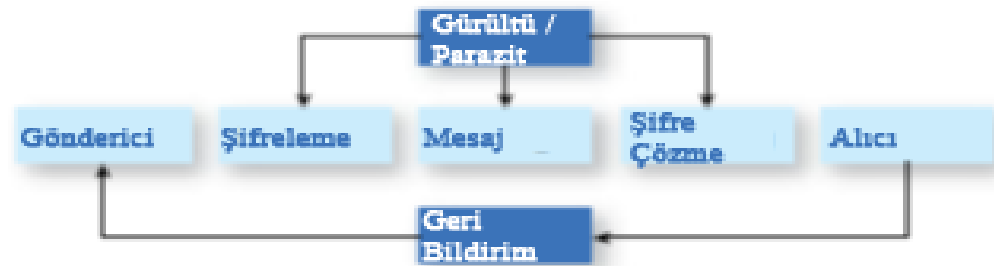 Gürültü /
Parazit
Gönderici
Şifreleme
Mesaj
Şifre
Çözme
Alıcı
Geri
Bildirim